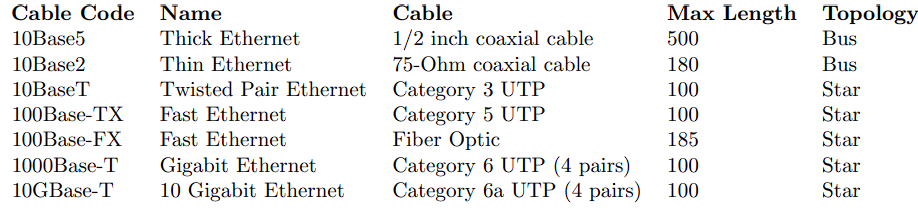 Cable Code Name Cable Max Length Topology
10Base5 Thick Ethernet 1/2 inch coaxial cable 500 Bus
10Base2 Thin Ethernet 75-Ohm coaxial cable 180 Bus
10BaseT Twisted Pair Ethernet Category 3 UTP 100 Star
100Base-TX Fast Ethernet Category 5 UTP 100 Star
100Base-FX Fast Ethernet Fiber Optic 185 Star
1000Base-T Gigabit Ethernet Category 6 UTP (4 pairs) 100 Star
10GBase-T 10 Gigabit Ethernet Category 6a UTP (4 pairs) 100 Star